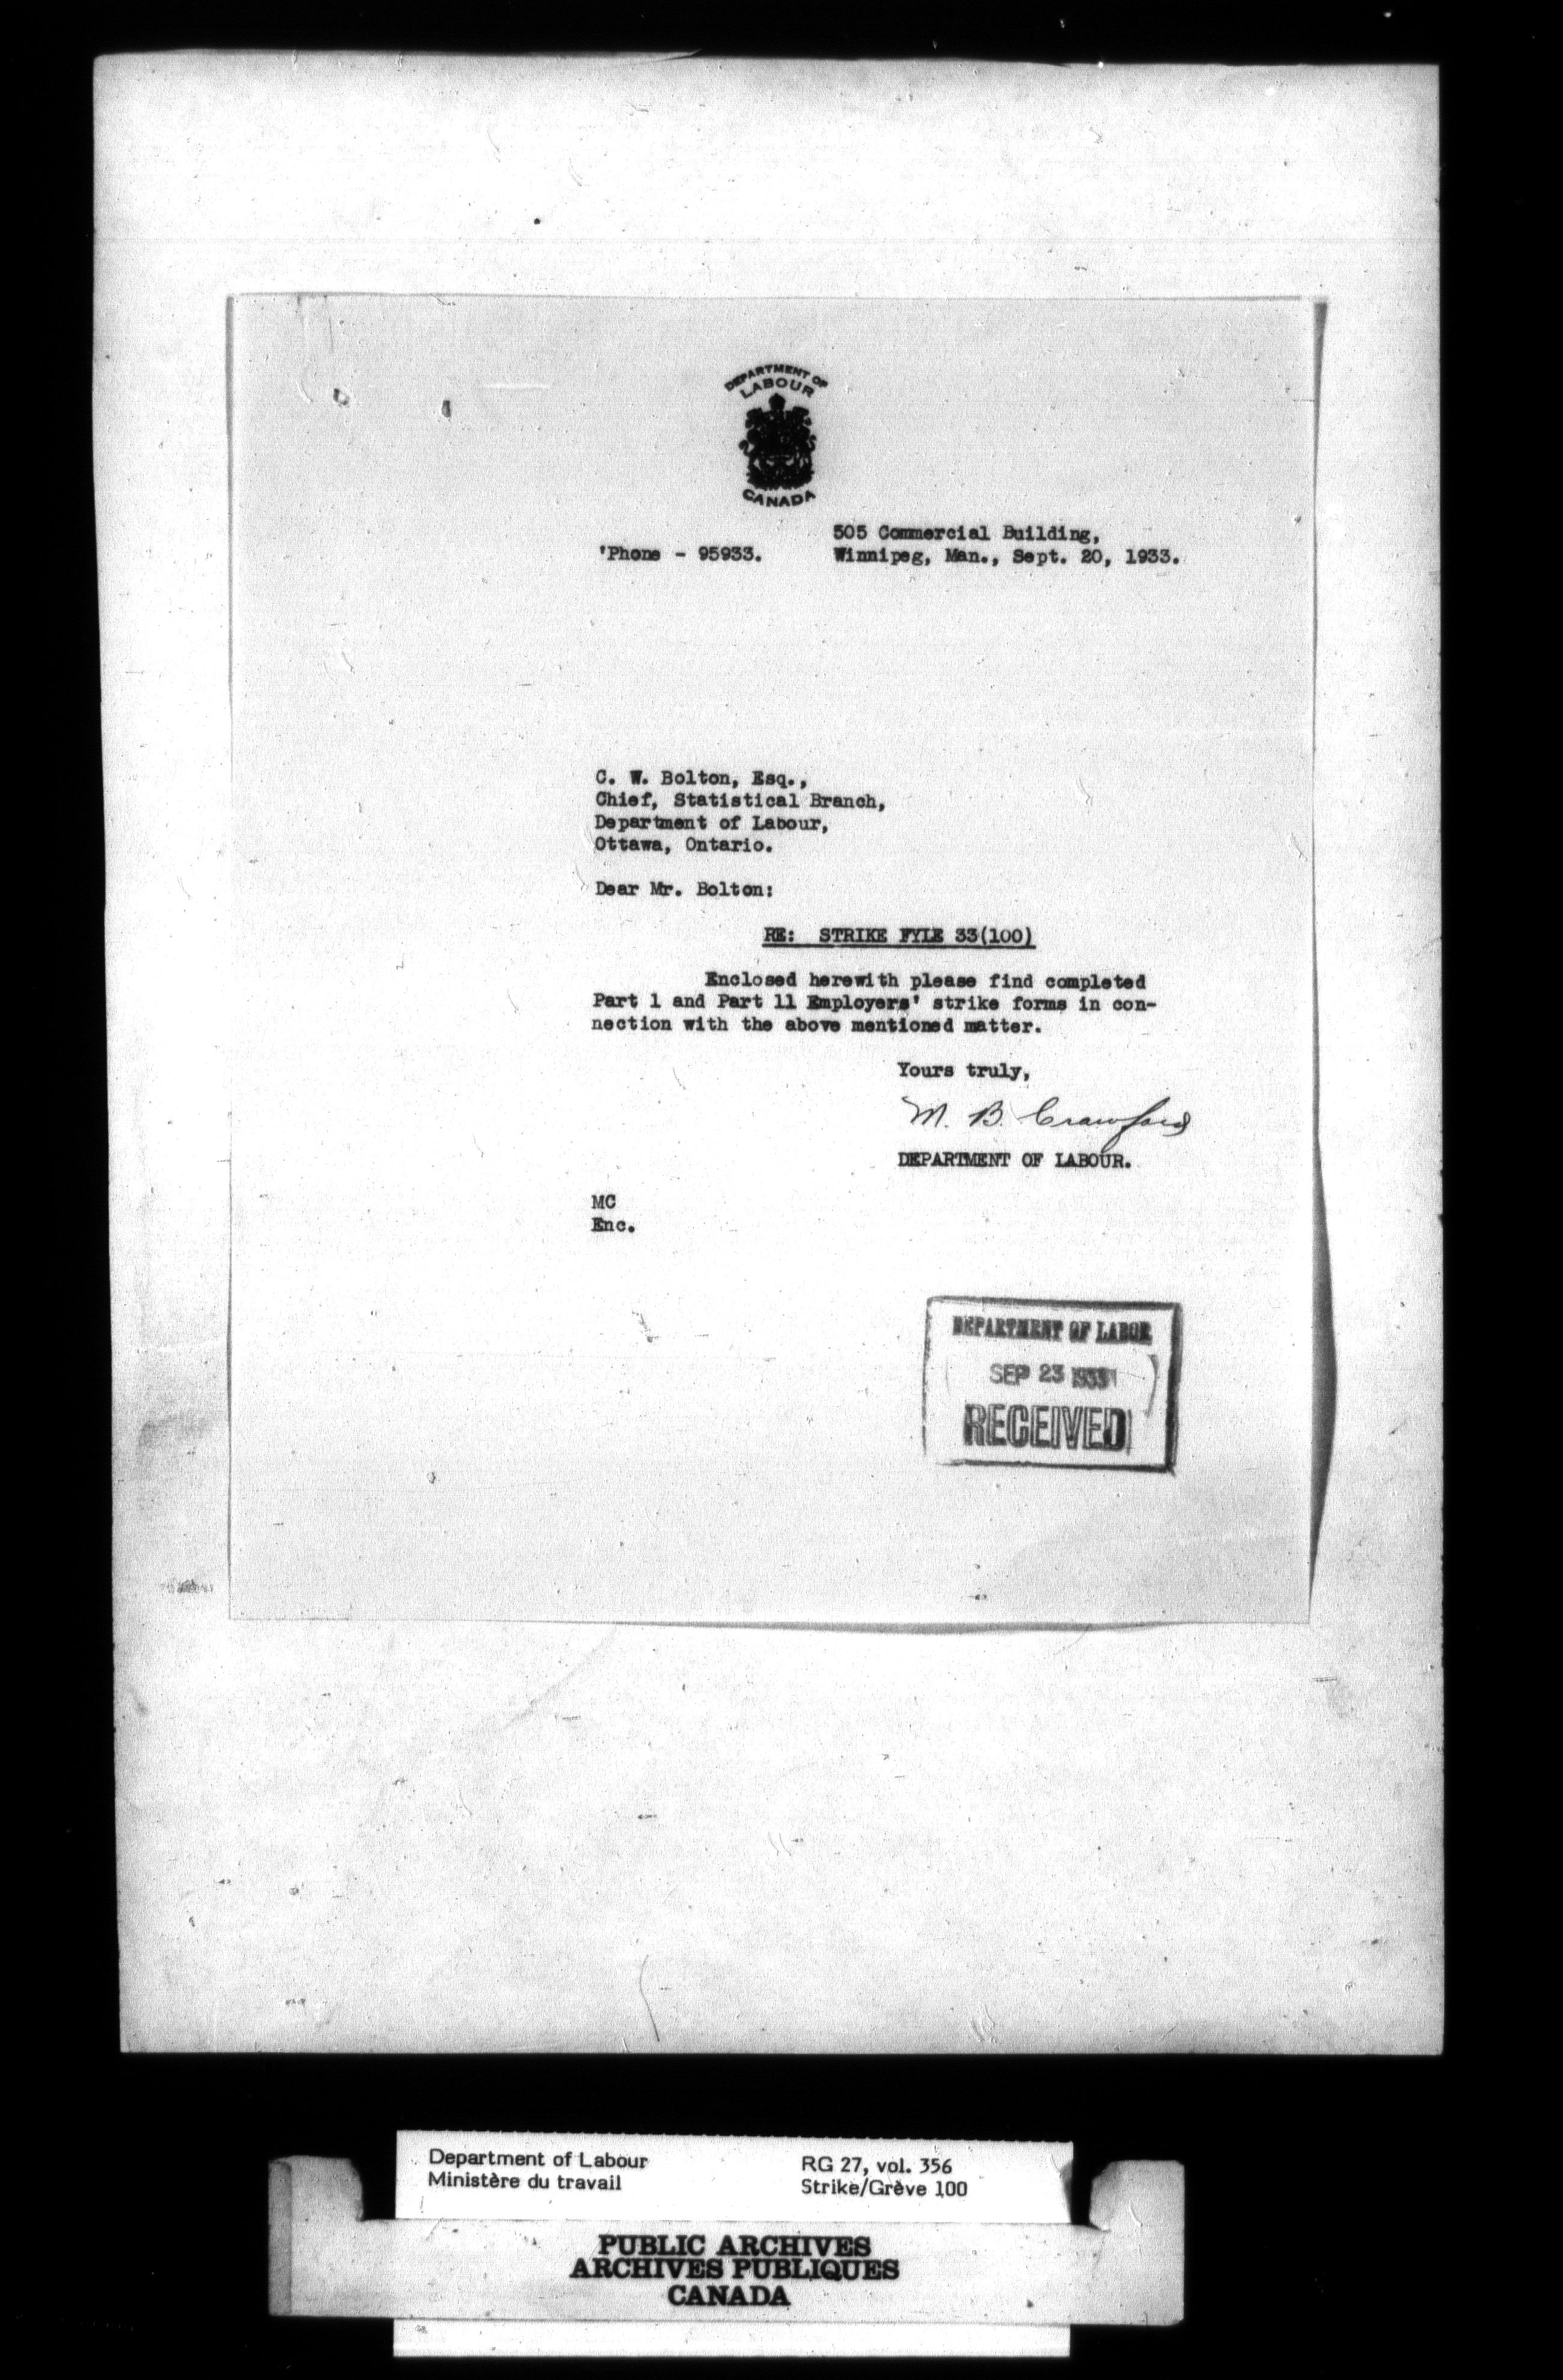 DEPARTMENT OF
LABOUR
CANADA
505 Commercial Building,
'Phone - 95933. Winnipeg, Man., Sept. 20, 1933.
C. W. Bolton, Esq.,
Chief, Statistical Branch,
Department of Labour,
Ottawa, Ontario.
Dear Mr. Bolton:
RE: STRIKE FYLE 33(100)
Enclosed herewith please find completed
Part 1 and Part 11 Employers' strike forms in con-
nection with the above mentioned matter.
Yours truly,
M. B. Crawford
DEPARTMENT OF LABOUR.
MC
Enc.
DEPARTMENT OF LABOR
SEP 23 1933
RECEIVED
Department of Labour RG 27, vol. 356
Ministère du travail Strike/Grève 100
PUBLIC ARCHIVES
ARCHIVES PUBLIQUES
CANADA